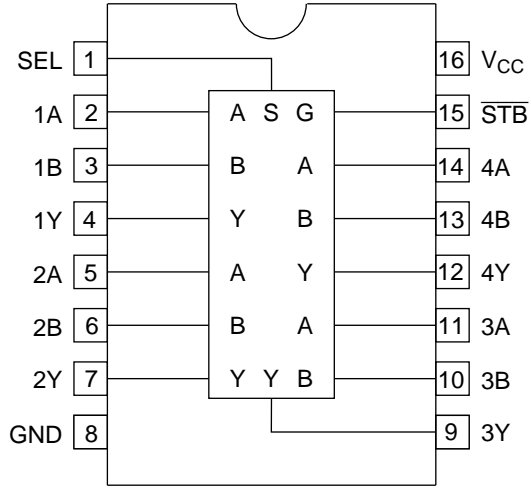 SEL 1 16 VCC
1A 2 A S G 15 STB
1B 3 B A 14 4A
1Y 4 Y B 13 4B
2A 5 A Y 12 4Y
2B 6 B A 11 3A
2Y 7 Y Y B 10 3B
GND 8 9 3Y